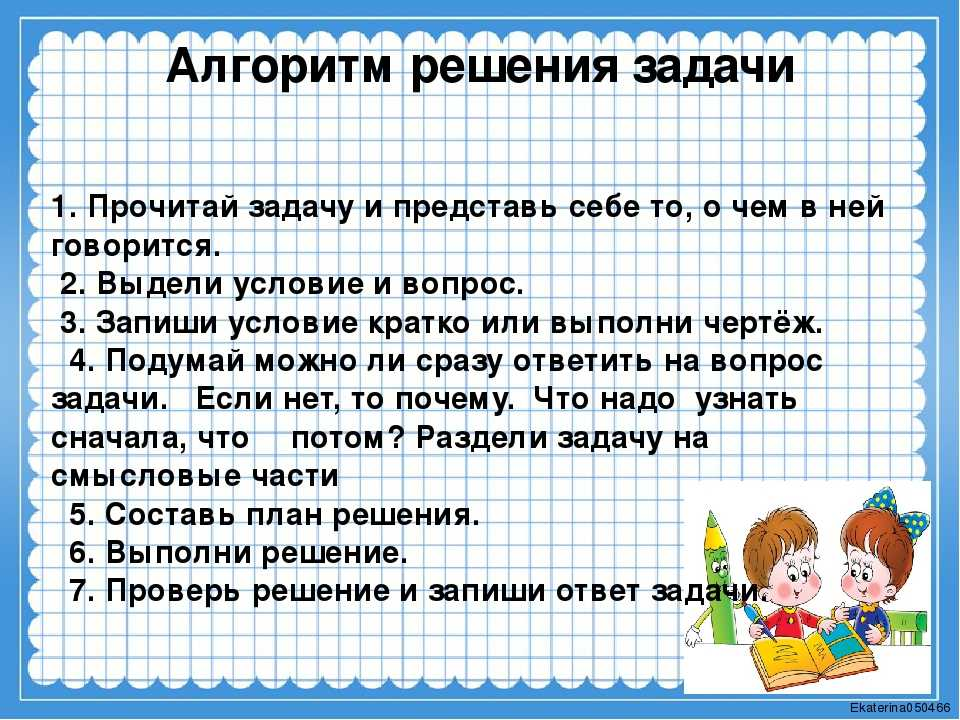 Алгоритм решения задачи
1. Прочитай задачу и представь себе то, о чем в ней
говорится.
2. Выдели условие и вопрос.
3. Запиши условие кратко или выполни чертёж.
4. Подумай можно ли сразу ответить на вопрос
задачи. Если нет, то почему. Что надо узнать
сначала, что потом? Раздели задачу на
смысловые части
5. Составь план решения.
6. Выполни решение.
7. Проверь решение и запиши ответ задачи.
Ekaterina050466